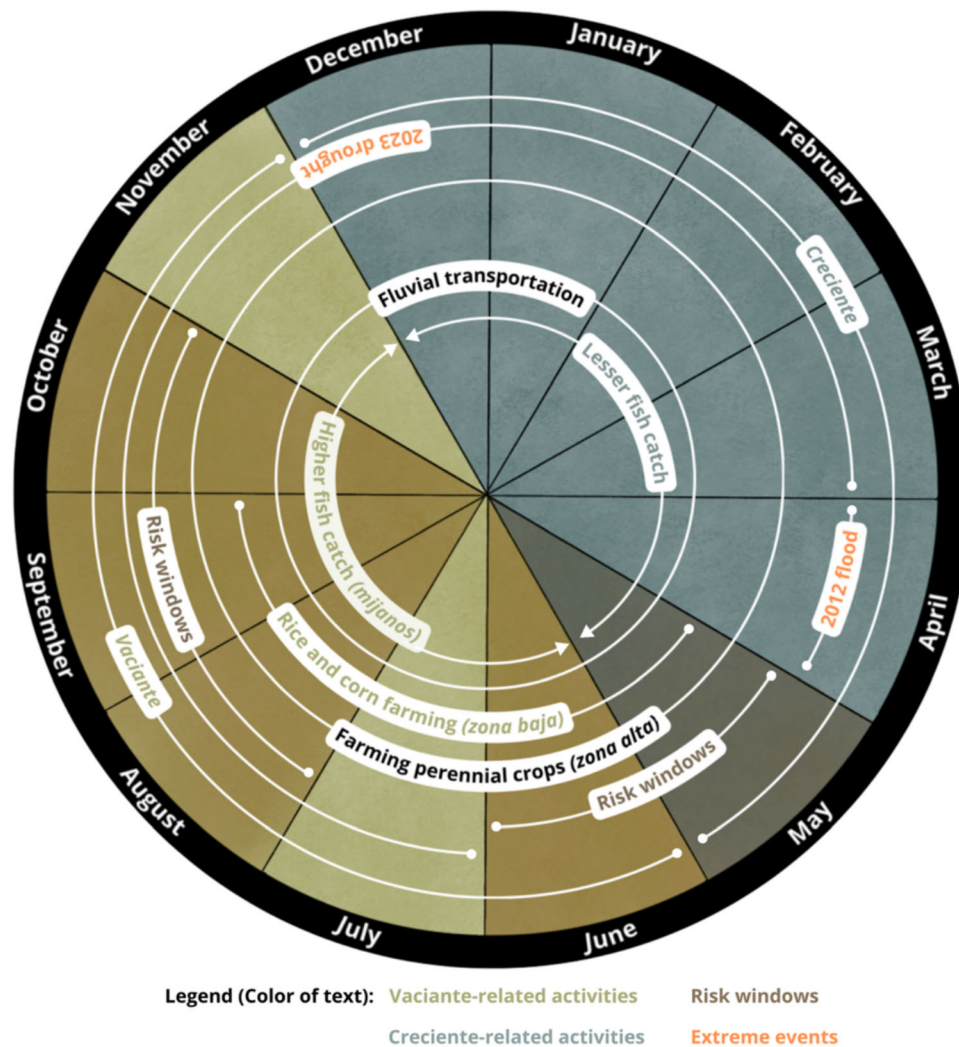 December
January
February
March
April
May
June
July
August
September
October
November
2023 drought
Creciente
Fluvial transportation
Lesser fish catch
Higher fish catch (mijanos)
2012 flood
Risk windows
Vaciante
Rice and corn farming (zona baja)
Farming perennial crops (zona alta)
Risk windows
Legend (Color of text): Vaciante-related activities Risk windows
Creciente-related activities Extreme events